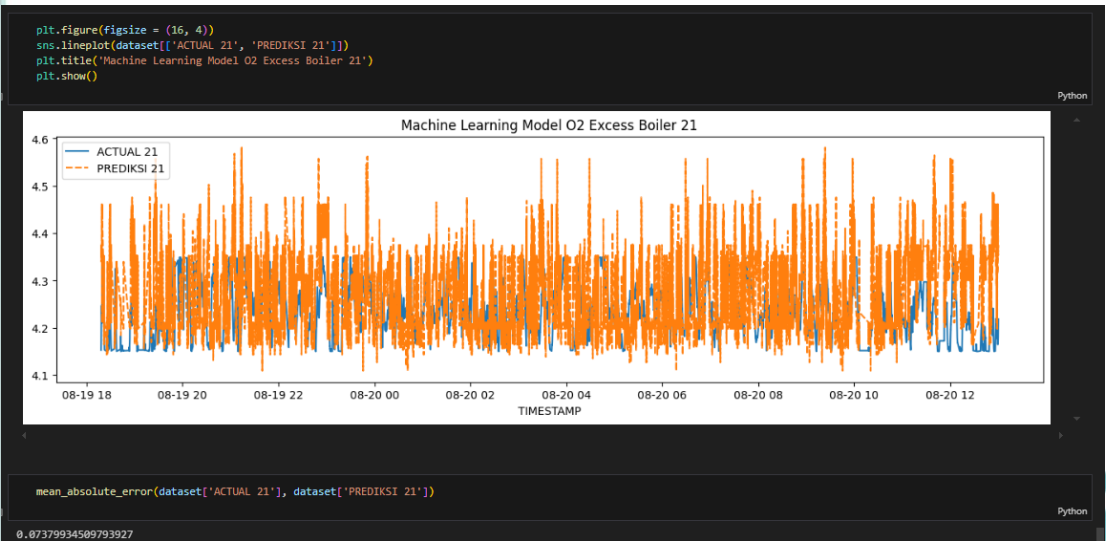 plt.figure(figsize = (16, 4))
sns.lineplot(dataset[['ACTUAL 21', 'PREDIKSI 21']])
plt.title('Machine Learning Model O2 Excess Boiler 21')
plt.show()
Python
Machine Learning Model O2 Excess Boiler 21
ACTUAL 21
PREDIKSI 21
4.6
4.5
4.4
4.3
4.2
4.1
08-19 18 08-19 20 08-19 22 08-20 00 08-20 02 08-20 04 08-20 06 08-20 08 08-20 10 08-20 12
TIMESTAMP
mean_absolute_error(dataset['ACTUAL 21'], dataset['PREDIKSI 21'])
Python
0.07379934509793927